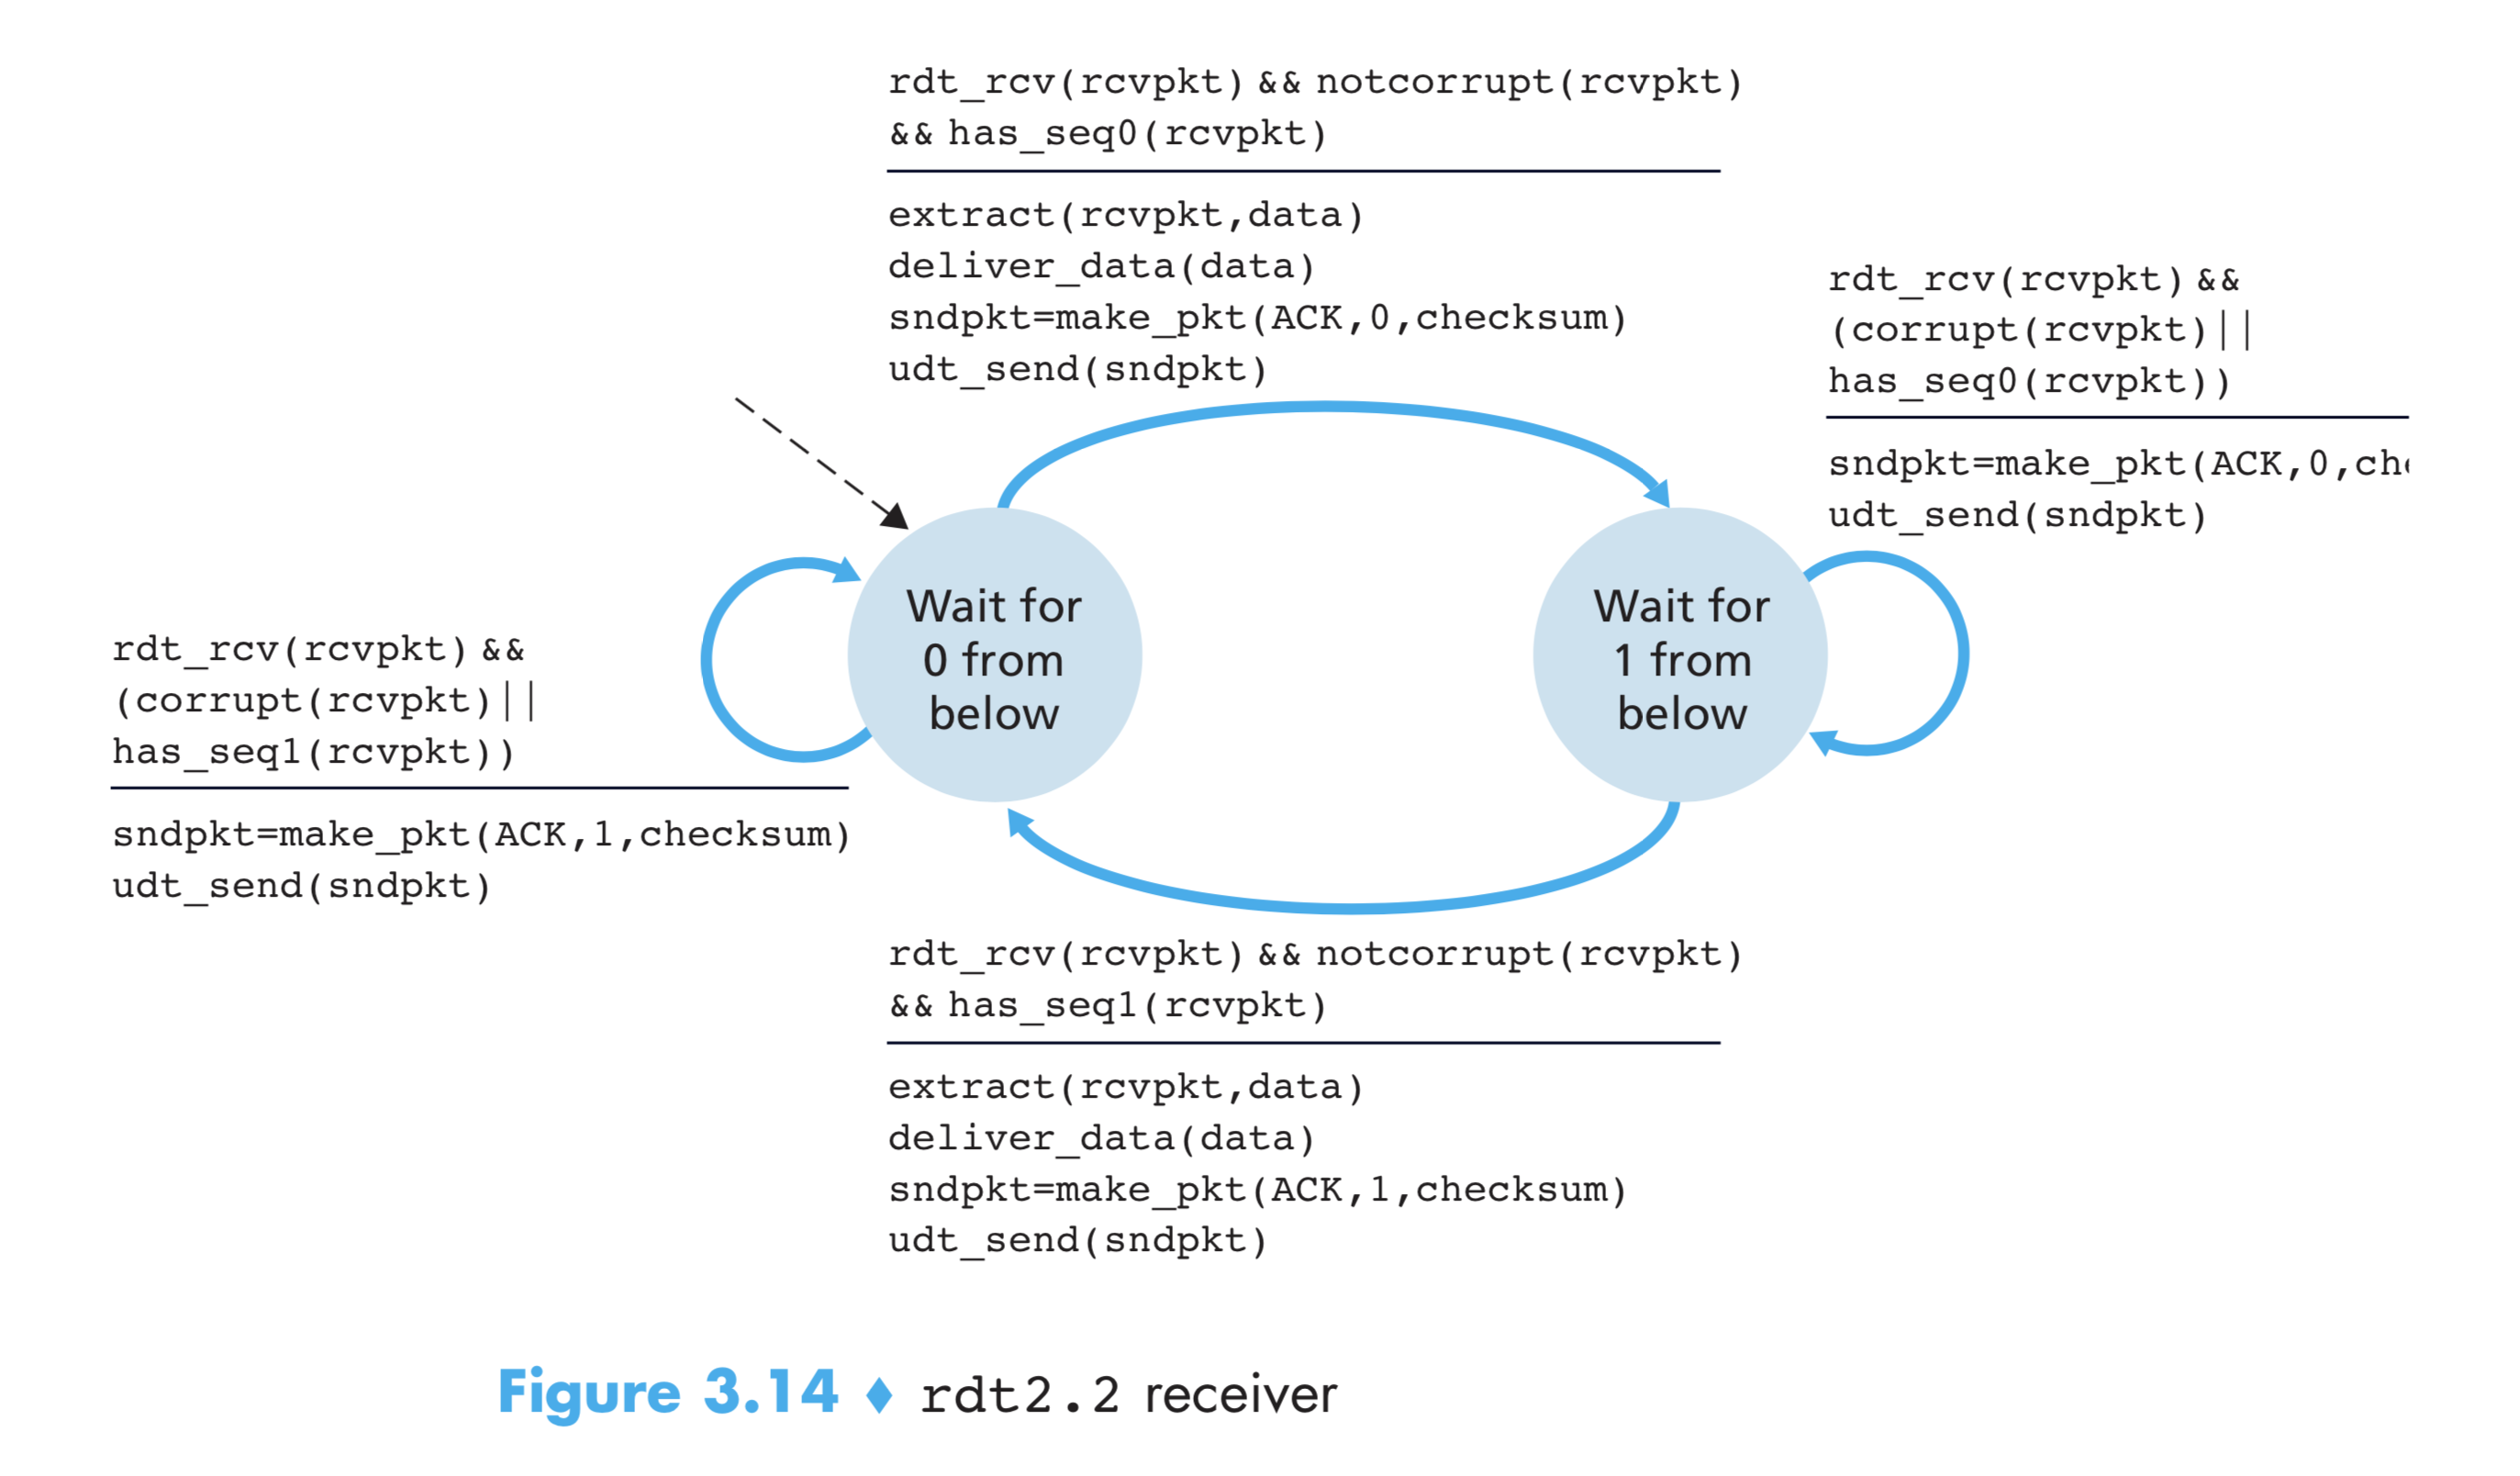 rdt_rcv(rcvpkt) && notcorrupt(rcvpkt)
&& has_seq0(rcvpkt)
extract(rcvpkt,data)
deliver_data(data)
sndpkt=make_pkt(ACK,0,checksum)
udt_send(sndpkt)
rdt_rcv(rcvpkt) &&
(corrupt(rcvpkt)||
has_seq0(rcvpkt))
sndpkt=make_pkt(ACK,0,che
udt_send(sndpkt)
Wait for
0 from
below
Wait for
1 from
below
rdt_rcv(rcvpkt) &&
(corrupt(rcvpkt)||
has_seq1(rcvpkt))
sndpkt=make_pkt(ACK,1,checksum)
udt_send(sndpkt)
rdt_rcv(rcvpkt) && notcorrupt(rcvpkt)
&& has_seq1(rcvpkt)
extract(rcvpkt,data)
deliver_data(data)
sndpkt=make_pkt(ACK,1,checksum)
udt_send(sndpkt)
Figure 3.14 ♦ rdt2.2 receiver